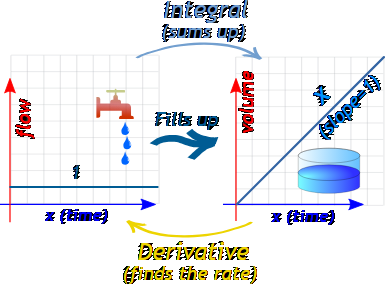 Integral
(sums up)
flow
1
x (time)
Fills up
volume
x
(slope=1)
x (time)
Derivative
(finds the rate)